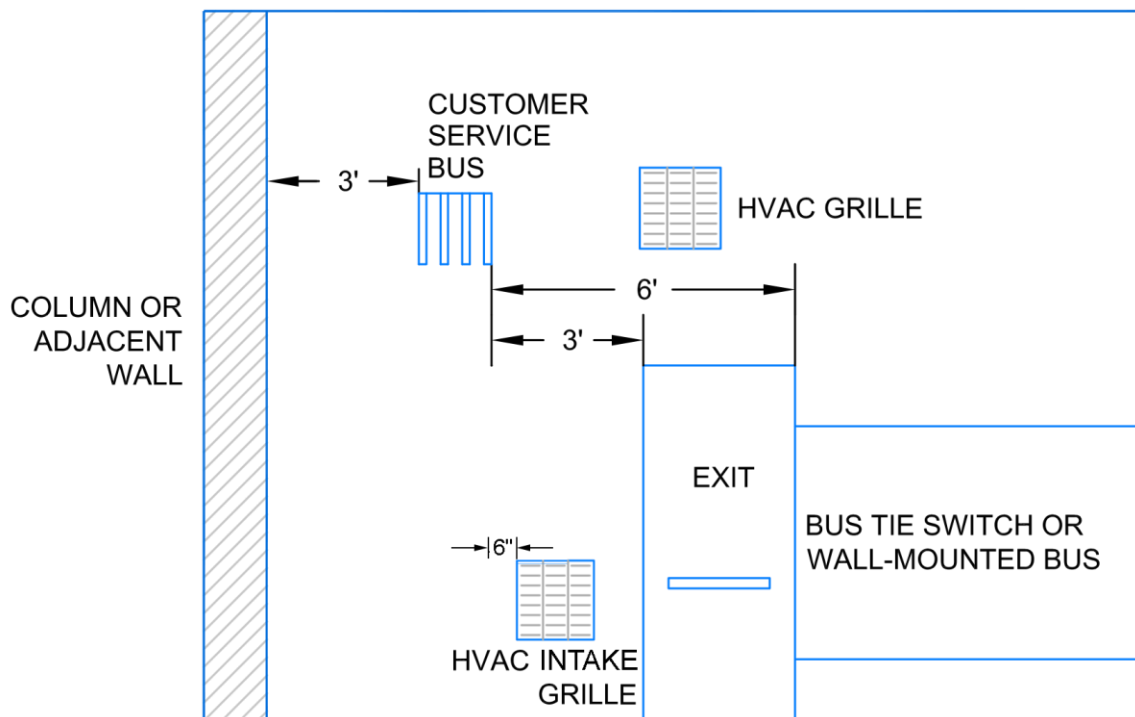 CUSTOMER
SERVICE
BUS
3'
HVAC GRILLE
6'
COLUMN OR
ADJACENT
WALL
3'
EXIT
BUS TIE SWITCH OR
WALL-MOUNTED BUS
6"
HVAC INTAKE
GRILLE